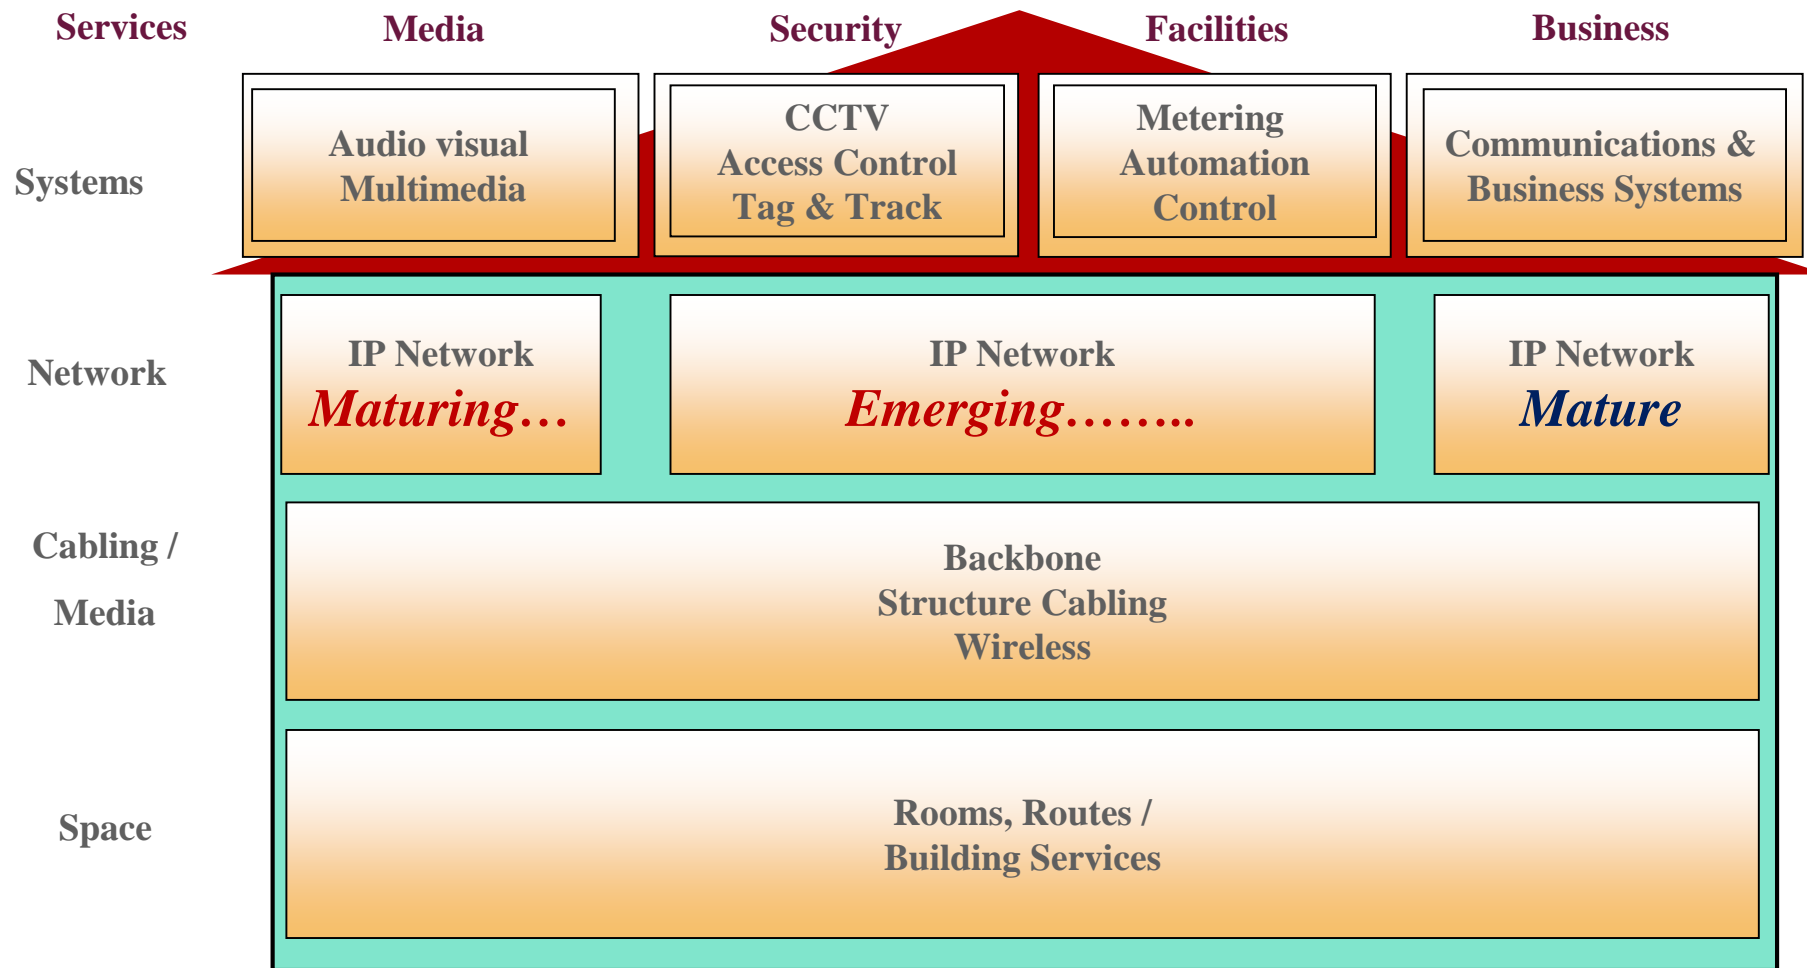 Services Media Security Facilities Business
Systems
Audio visual
Multimedia
CCTV
Access Control
Tag & Track
Metering
Automation
Control
Communications &
Business Systems
Network
IP Network
Maturing…
IP Network
Emerging……..
IP Network
Mature
Cabling /
Media
Backbone
Structure Cabling
Wireless
Space
Rooms, Routes /
Building Services